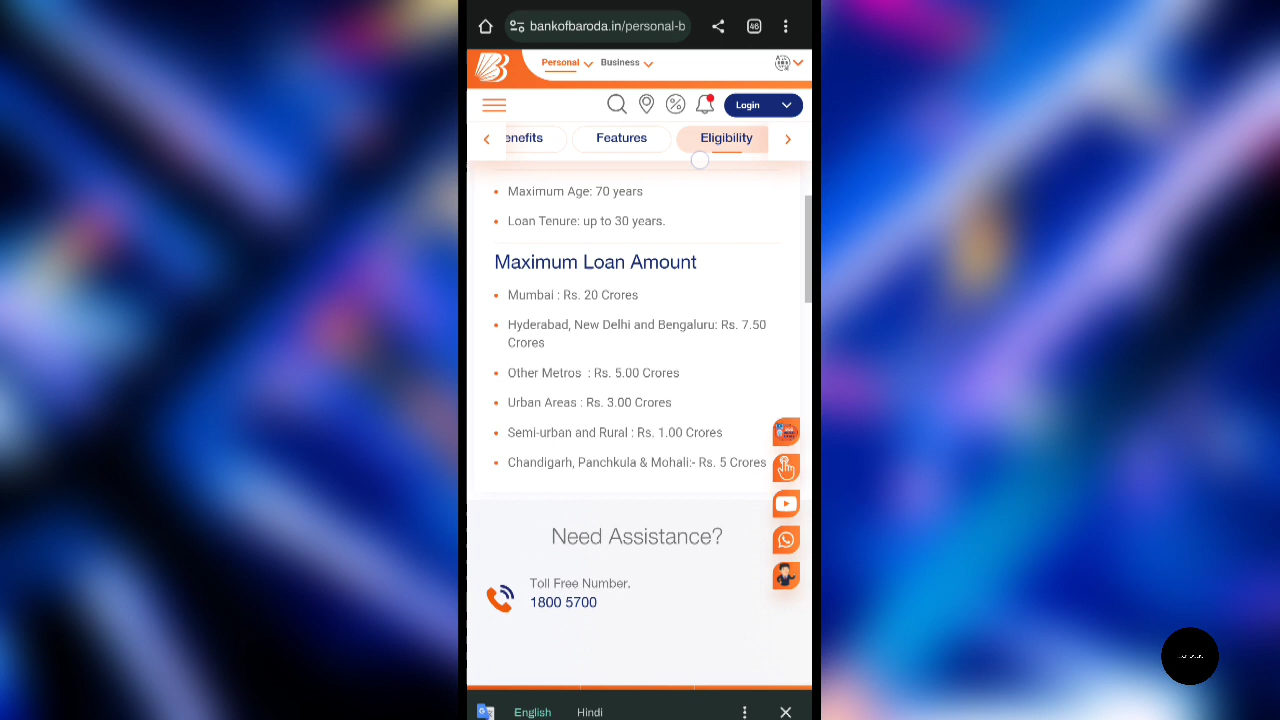 bankofbaroda.in/personal-b
46
Personal
Business
Login
enefits
Features
Eligibility
Maximum Age: 70 years
Loan Tenure: up to 30 years.
Maximum Loan Amount
Mumbai : Rs. 20 Crores
Hyderabad, New Delhi and Bengaluru: Rs. 7.50
Crores
Other Metros : Rs. 5.00 Crores
Urban Areas : Rs. 3.00 Crores
Semi-urban and Rural : Rs. 1.00 Crores
Chandigarh, Panchkula & Mohali:- Rs. 5 Crores
Need Assistance?
Toll Free Number.
1800 5700
English
Hindi